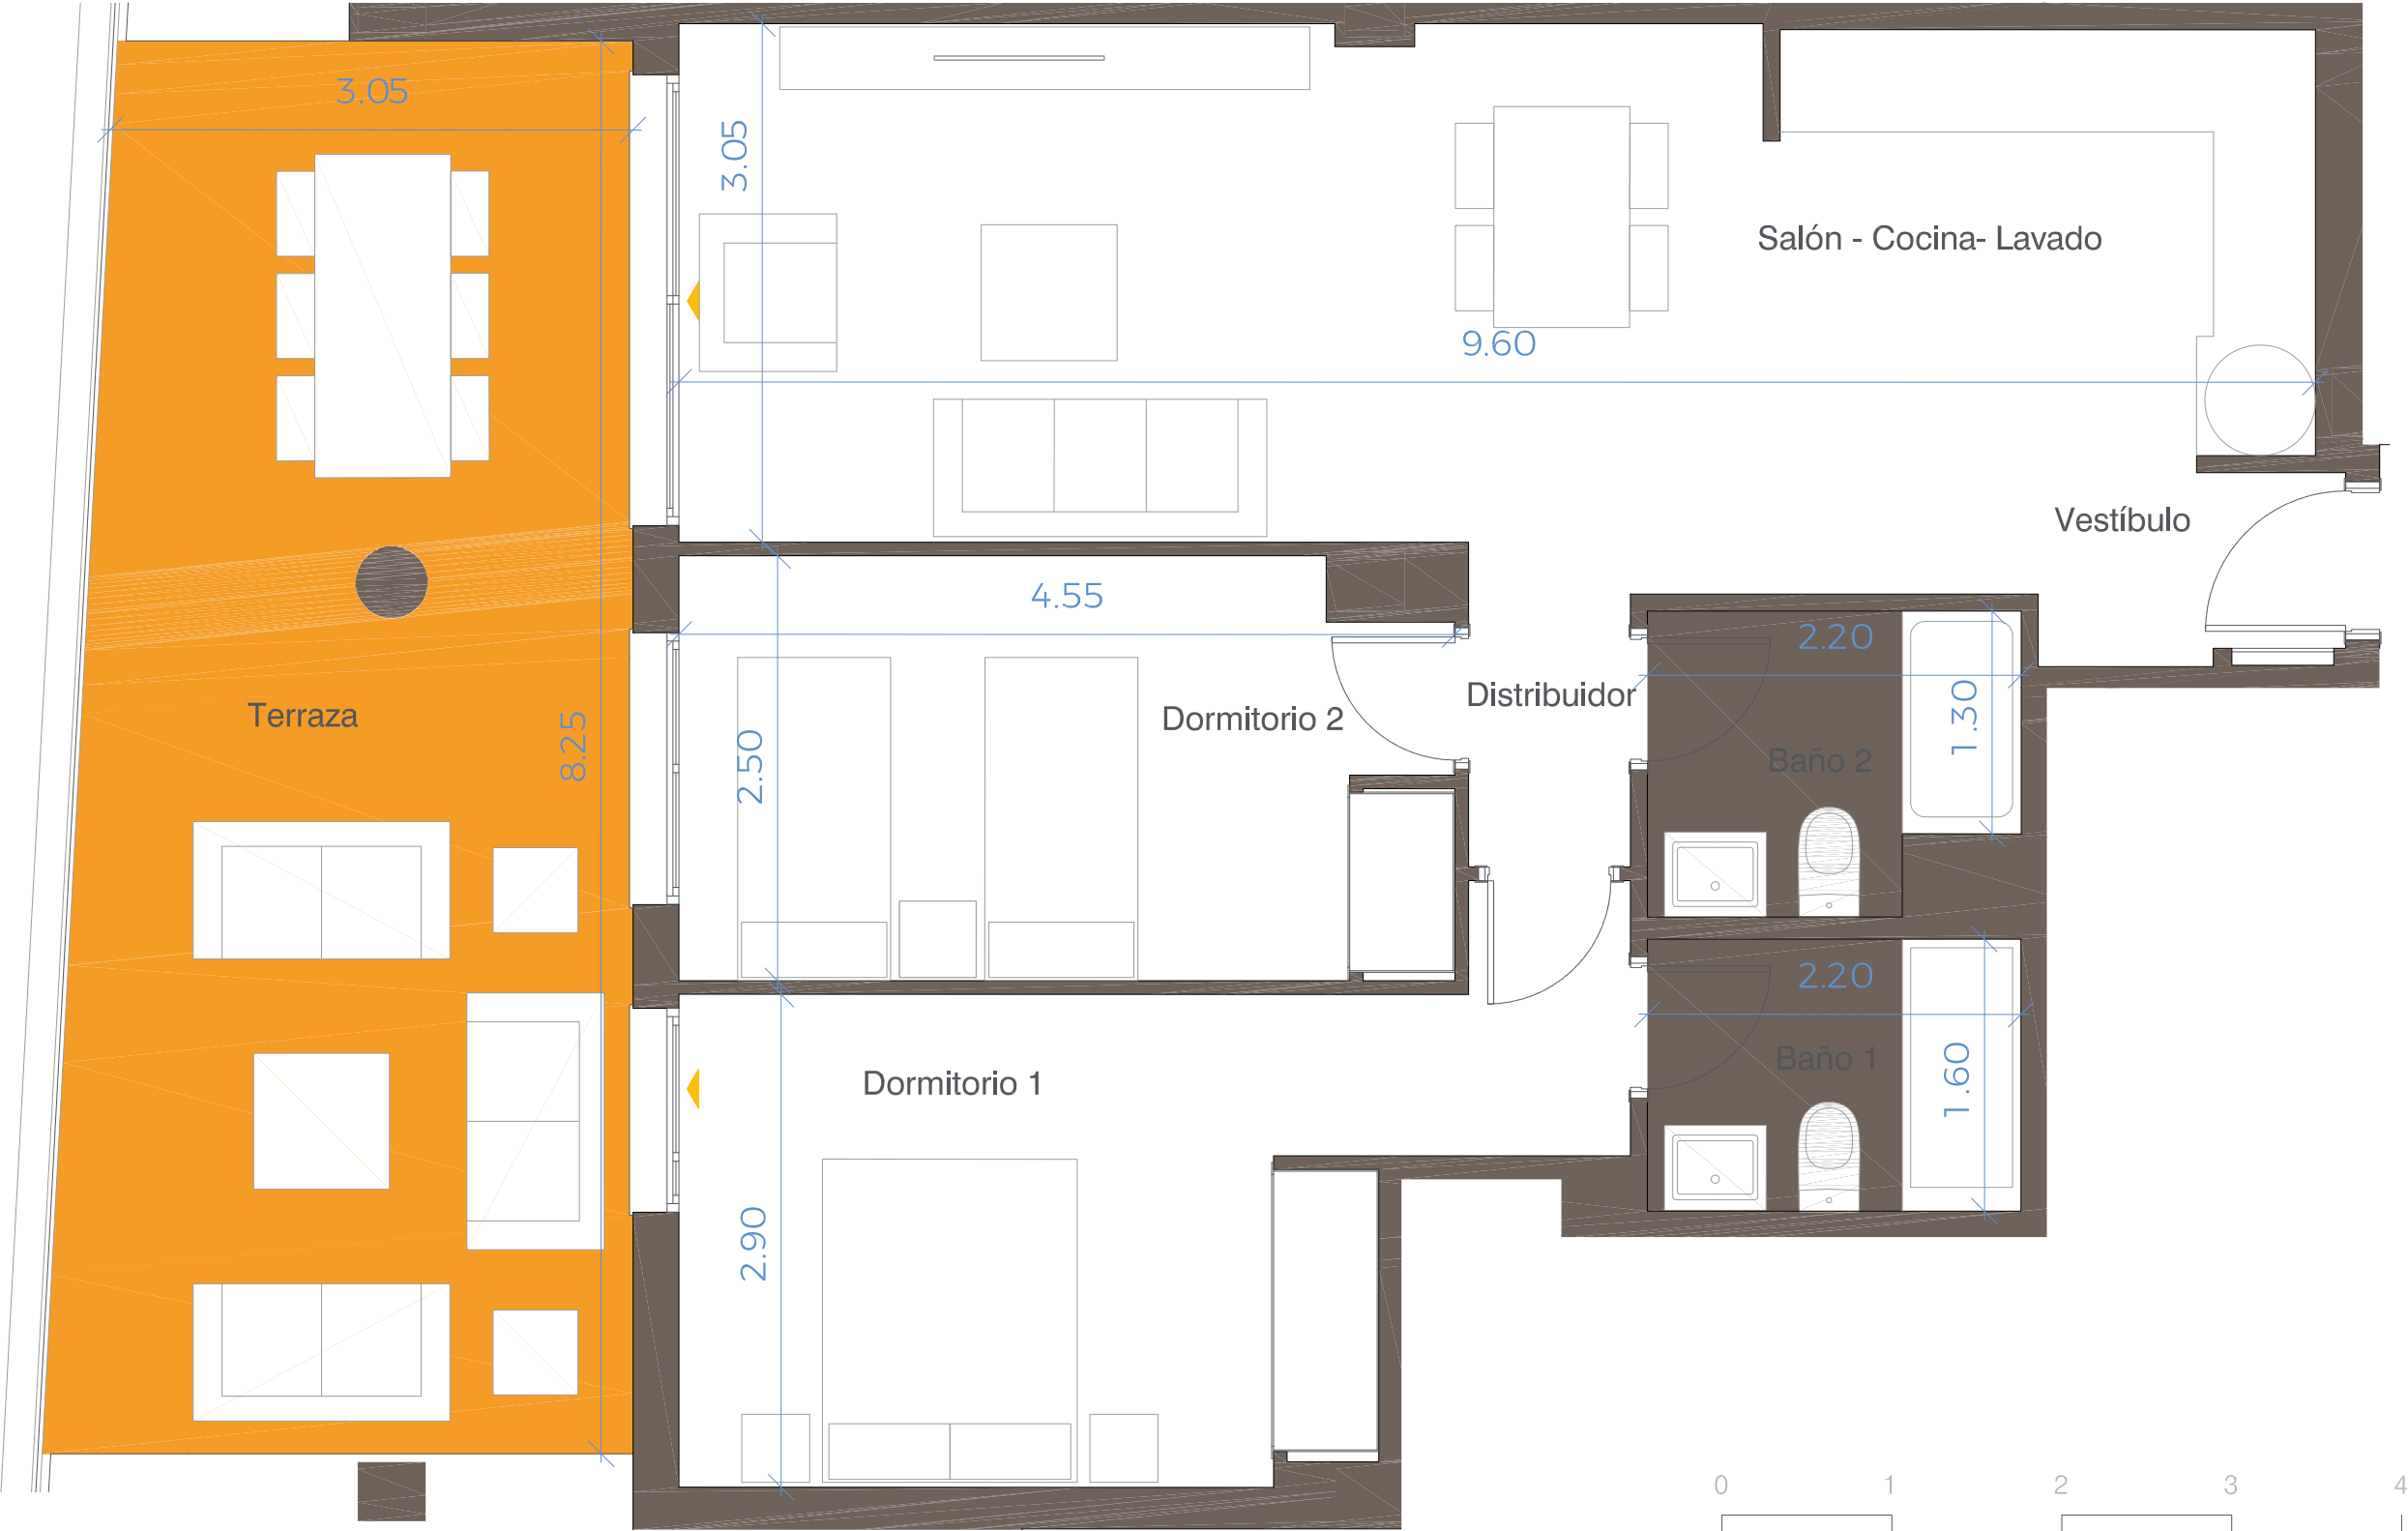 3.05
3.05
Salón - Cocina- Lavado
9.60
Vestíbulo
4.55
2.20
Distribuidor
1.30
Terraza
8.25
2.50
Dormitorio 2
Baño 2
2.20
Baño 1
1.60
Dormitorio 1
2.90
0 1 2 3 4